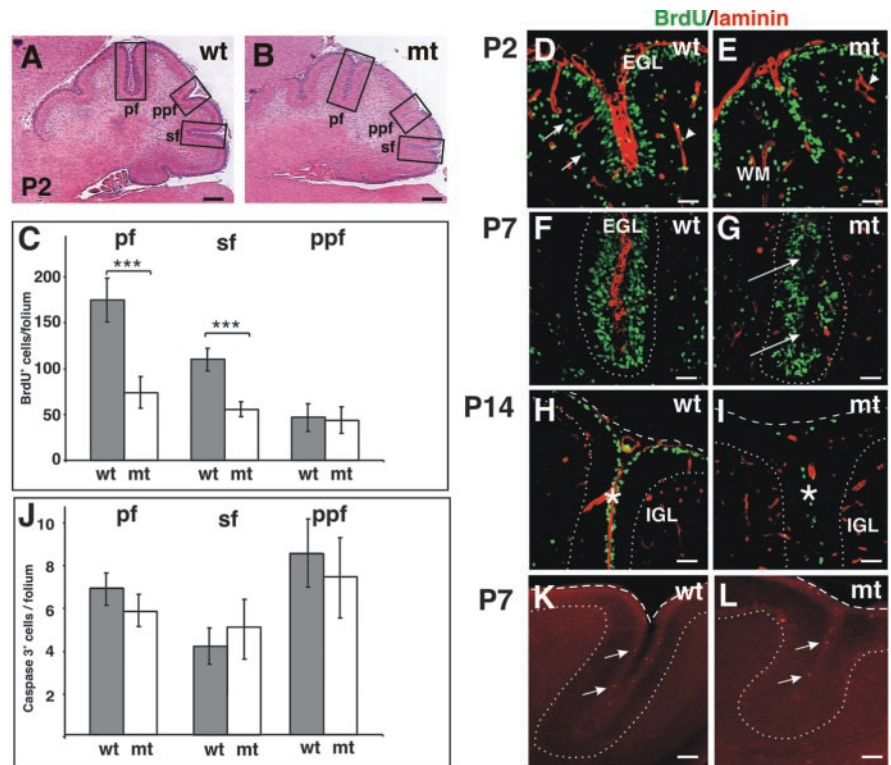 BrdU/laminin
A wt
B mt
pf
ppf
sf
pf
ppf
sf
P2
P2
D wt
EGL
E mt
WM
C pf sf ppf
*** ***
BrdU+ cells/folium
200
150
100
50
0
wt mt wt mt wt mt
P7
F wt
EGL
G mt
P14
H wt
*
IGL
I mt
*
IGL
J pf sf ppf
Caspase 3+ cells / folium
10
8
6
4
2
wt mt wt mt wt mt
P7
K wt
L mt